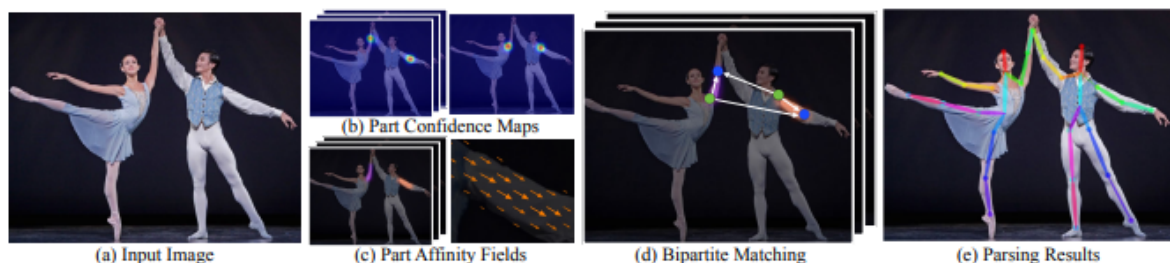 (a) Input Image
(b) Part Confidence Maps
(c) Part Affinity Fields
(d) Bipartite Matching
(e) Parsing Results